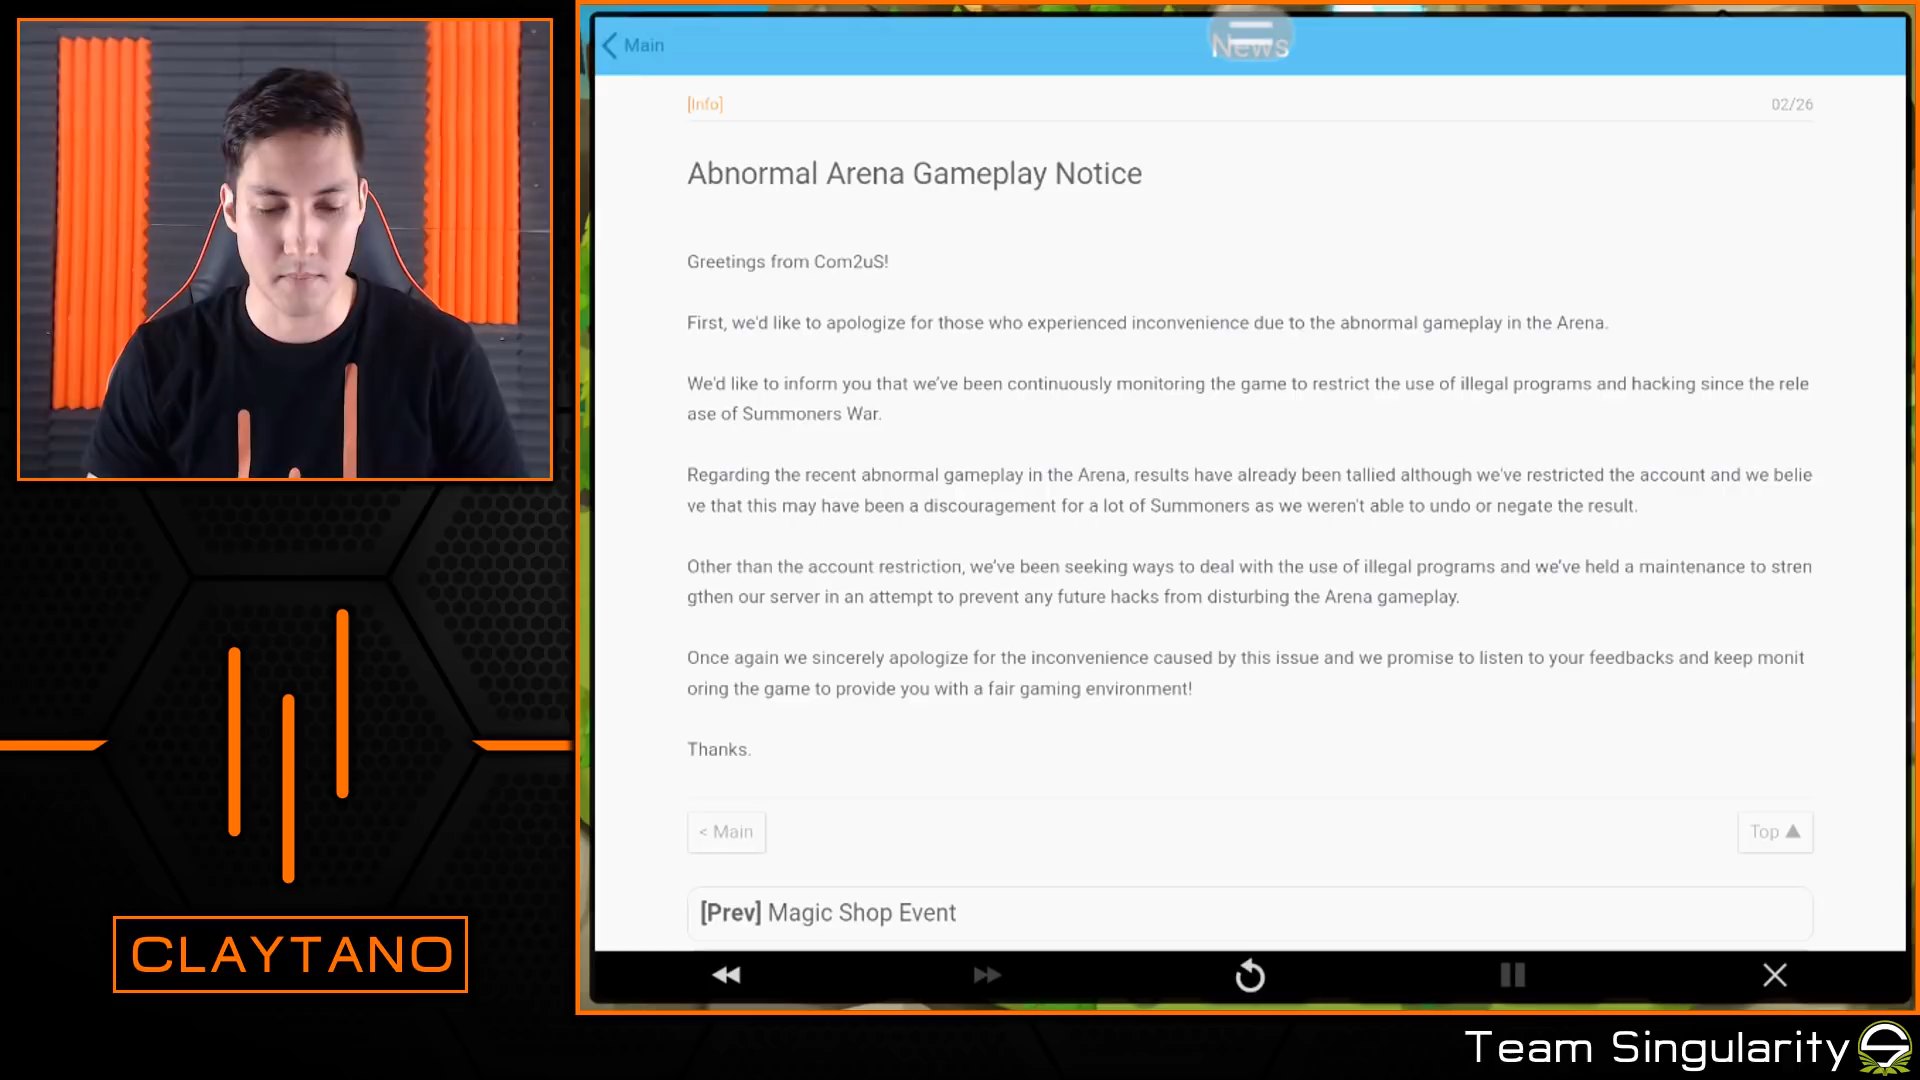 Main
News
[Info]
02/26
Abnormal Arena Gameplay Notice
Greetings from Com2uS!
First, we'd like to apologize for those who experienced inconvenience due to the abnormal gameplay in the Arena.
We'd like to inform you that we've been continuously monitoring the game to restrict the use of illegal programs and hacking since the rele
ase of Summoners War.
Regarding the recent abnormal gameplay in the Arena, results have already been tallied although we've restricted the account and we belie
ve that this may have been a discouragement for a lot of Summoners as we weren't able to undo or negate the result.
Other than the account restriction, we've been seeking ways to deal with the use of illegal programs and we've held a maintenance to stren
gthen our server in an attempt to prevent any future hacks from disturbing the Arena gameplay.
Once again we sincerely apologize for the inconvenience caused by this issue and we promise to listen to your feedbacks and keep monit
oring the game to provide you with a fair gaming environment!
Thanks.
< Main
Top ▲
[Prev] Magic Shop Event
CLAYTANO
Team Singularity